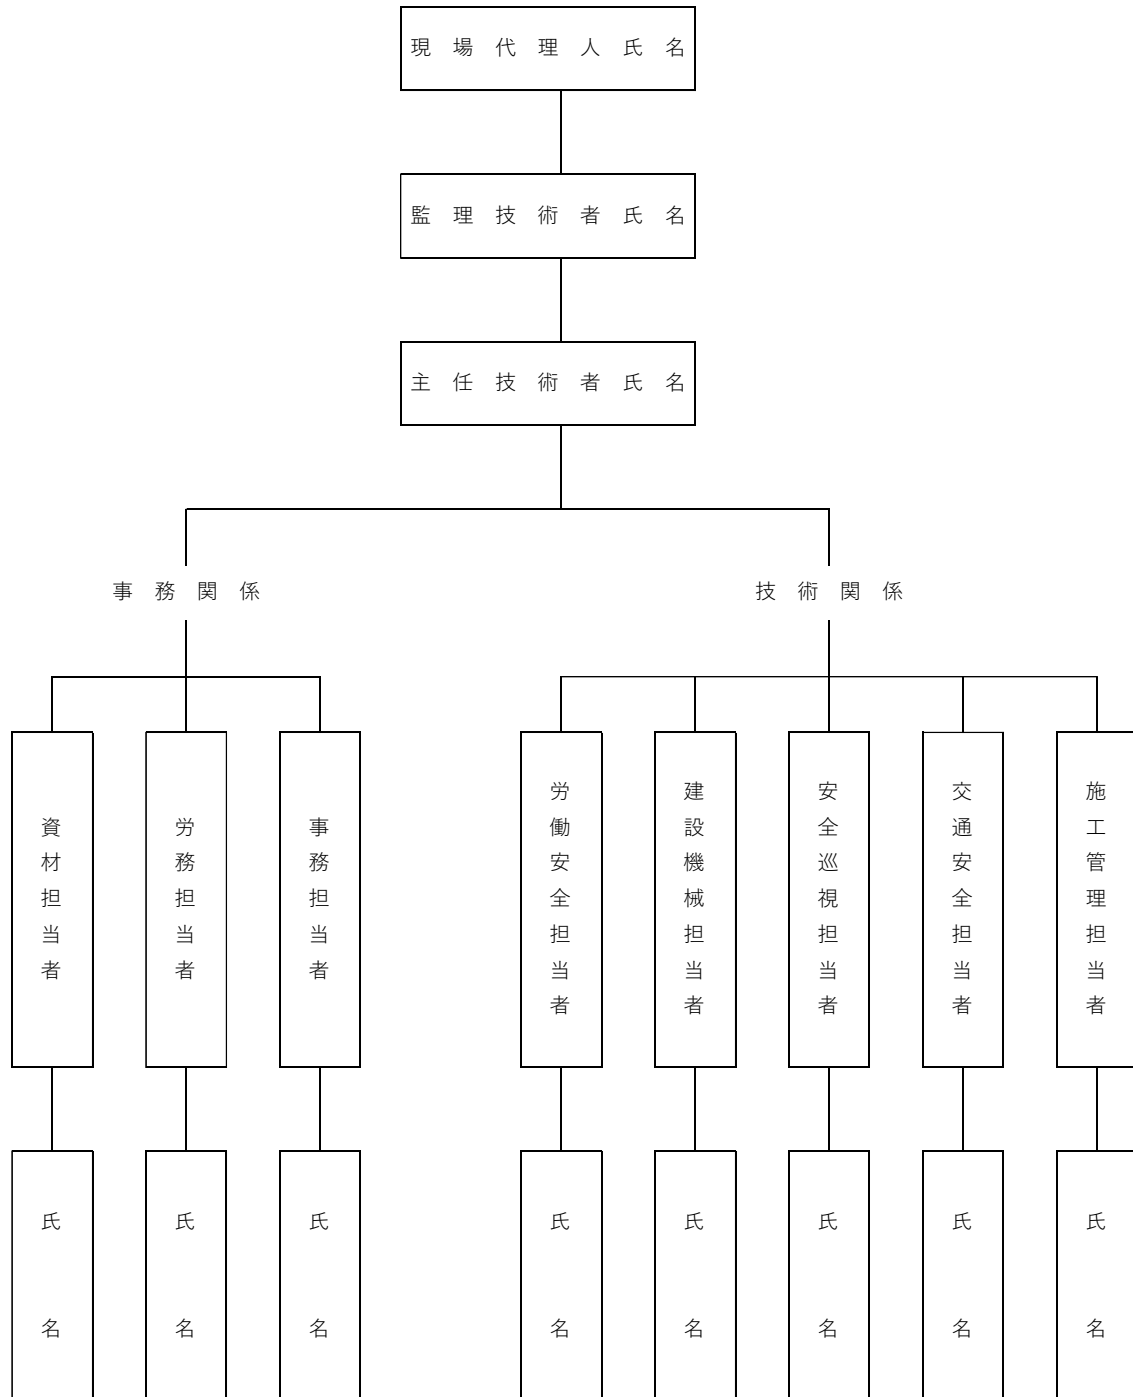 現場代理人氏名
監理技術者氏名
主任技術者氏名
事務関係
技術関係
資材担当者
労務担当者
事務担当者
労働安全担当者
建設機械担当者
安全巡視担当者
交通安全担当者
施工管理担当者
氏名
氏名
氏名
氏名
氏名
氏名
氏名
氏名